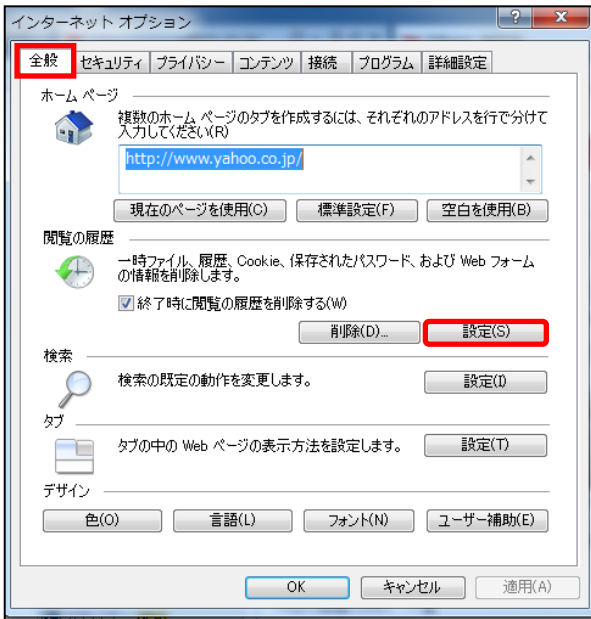 インターネット オプション
全般 セキュリティ プライバシー コンテンツ 接続 プログラム 詳細設定
ホーム ページ
複数のホーム ページのタブを作成するには、それぞれのアドレスを行で分けて
入力してください(R)
http://www.yahoo.co.jp/
現在のページを使用(C) 標準設定(F) 空白を使用(B)
閲覧の履歴
一時ファイル、履歴、Cookie、保存されたパスワード、および Web フォーム
の情報を削除します。
終了時に閲覧の履歴を削除する(W)
削除(D)... 設定(S)
検索
検索の既定の動作を変更します。 設定(I)
タブ
タブの中の Web ページの表示方法を設定します。 設定(T)
デザイン
色(O) 言語(L) フォント(N) ユーザー補助(E)
OK キャンセル 適用(A)